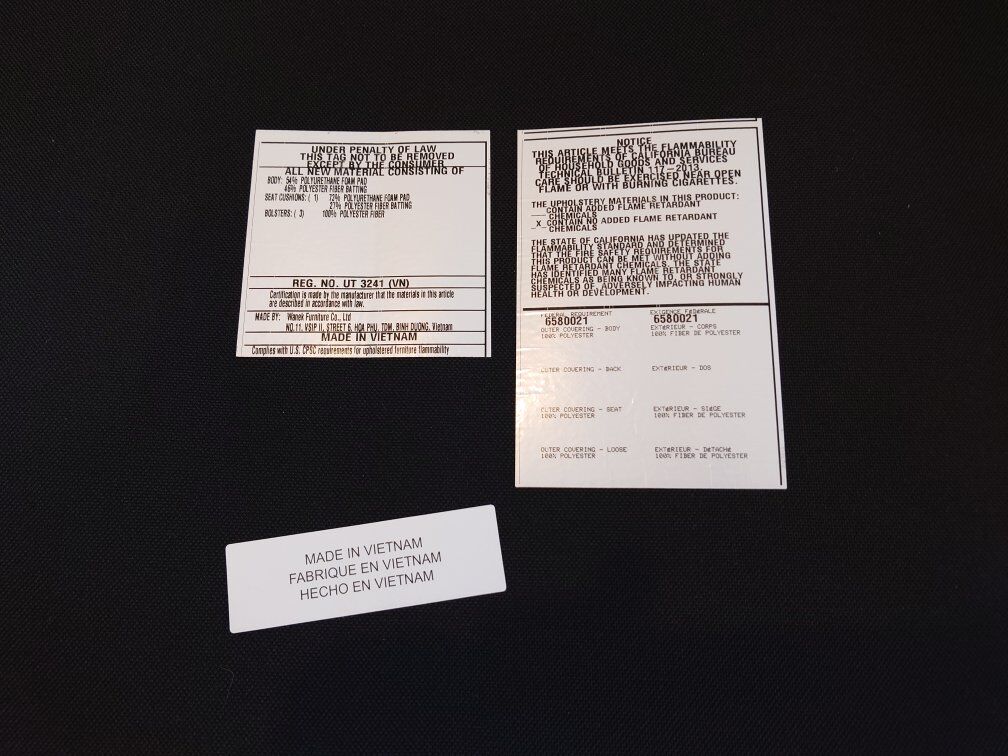 UNDER PENALTY OF LAW
THIS TAG NOT TO BE REMOVED
EXCEPT BY THE CONSUMER
ALL NEW MATERIAL CONSISTING OF
BODY: 54% POLYURETHANE FOAM PAD
46% POLYESTER FIBER BATTING
SEAT CUSHIONS: ( 1) 73% POLYURETHANE FOAM PAD
27% POLYESTER FIBER BATTING
BOLSTERS: ( 3) 100% POLYESTER FIBER
REG. NO. UT 3241 (VN)
Certification is made by the manufacturer that the materials in this article
are described in accordance with law.
MADE BY: Wanek Furniture Co., Ltd
NO.11, VSIP II, STREET 6, HOA PHU, TDM, BINH DUONG, Vietnam
MADE IN VIETNAM
Complies with U.S. CPSC requirements for upholstered furniture flammability
NOTICE
THIS ARTICLE MEETS THE FLAMMABILITY
REQUIREMENTS OF CALIFORNIA BUREAU
OF HOUSEHOLD GOODS AND SERVICES
TECHNICAL BULLETIN 117-2013
CARE SHOULD BE EXERCISED NEAR OPEN
FLAME OR WITH BURNING CIGARETTES.
THE UPHOLSTERY MATERIALS IN THIS PRODUCT:
___CONTAIN ADDED FLAME RETARDANT
CHEMICALS
_X_CONTAIN NO ADDED FLAME RETARDANT
CHEMICALS
THE STATE OF CALIFORNIA HAS UPDATED THE
FLAMMABILITY STANDARD AND DETERMINED
THAT THE FIRE SAFETY REQUIREMENTS FOR
THIS PRODUCT CAN BE MET WITHOUT ADDING
FLAME RETARDANT CHEMICALS. THE STATE
HAS IDENTIFIED MANY FLAME RETARDANT
CHEMICALS AS BEING KNOWN TO, OR STRONGLY
SUSPECTED OF, ADVERSELY IMPACTING HUMAN
HEALTH OR DEVELOPMENT.
FEDERAL REQUIREMENT
6580021
OUTER COVERING - BODY
100% POLYESTER
OUTER COVERING - BACK
OUTER COVERING - SEAT
100% POLYESTER
OUTER COVERING - LOOSE
100% POLYESTER
EXIGENCE FéDéRALE
6580021
EXTéRIEUR - CORPS
100% FIBER DE POLYESTER
EXTéRIEUR - DOS
EXTéRIEUR - SIéGE
100% FIBER DE POLYESTER
EXTéRIEUR - DéTACHé
100% FIBER DE POLYESTER
MADE IN VIETNAM
FABRIQUE EN VIETNAM
HECHO EN VIETNAM